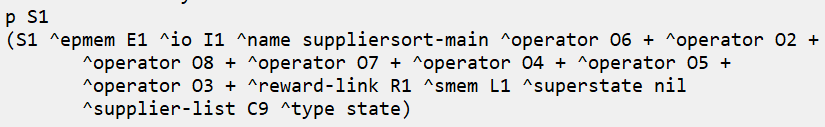 p S1
(S1 ^epmem E1 ^io I1 ^name suppliersort-main ^operator O6 + ^operator O2 +
^operator O8 + ^operator O7 + ^operator O4 + ^operator O5 +
^operator O3 + ^reward-link R1 ^smem L1 ^superstate nil
^supplier-list C9 ^type state)